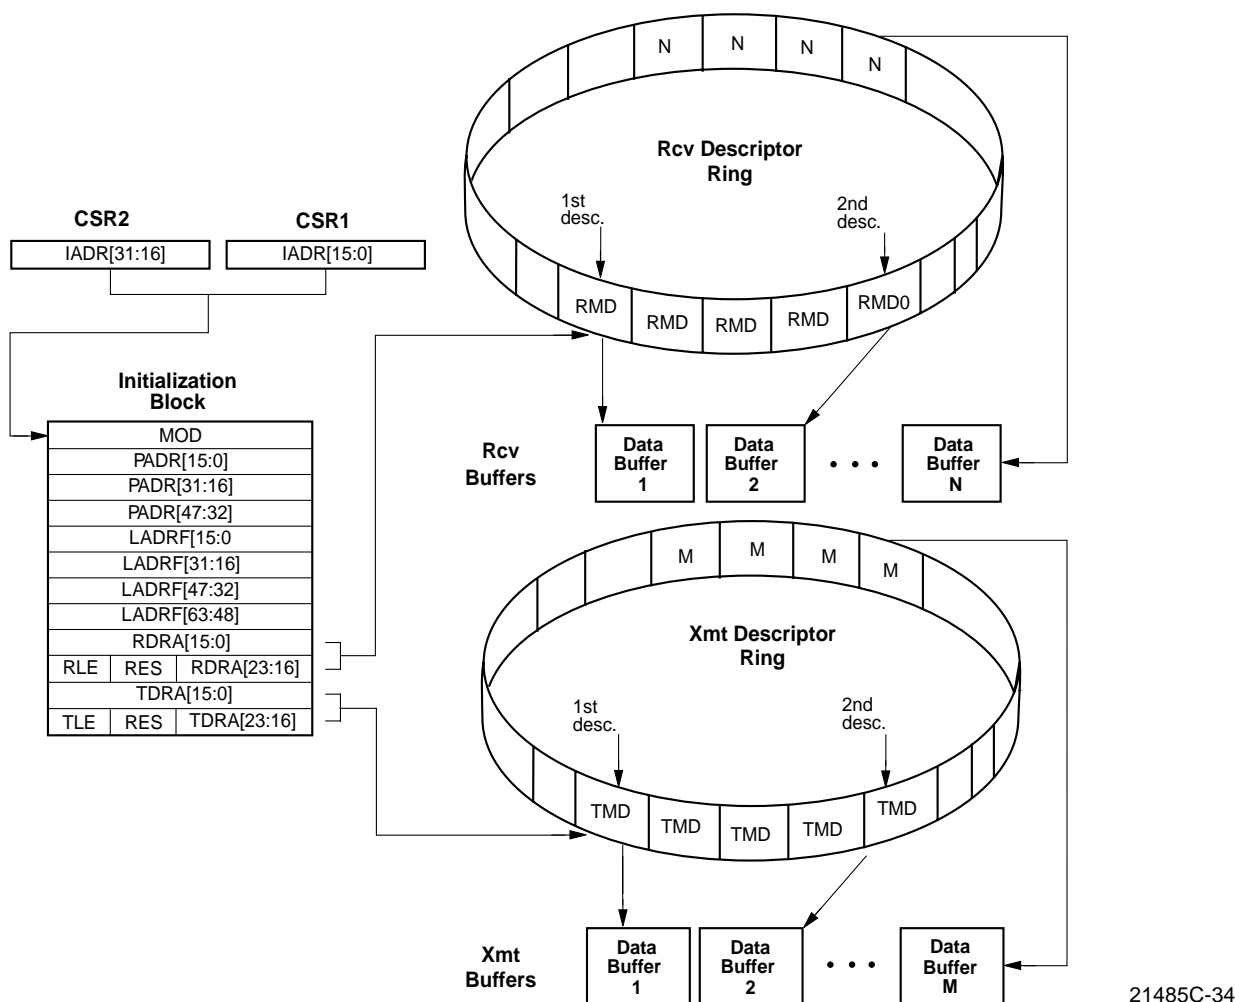 N N N N
Rcv Descriptor
Ring
1st
desc.
2nd
desc.
CSR2 CSR1
IADR[31:16] IADR[15:0]
RMD RMD RMD RMD RMD0
Initialization
Block
MOD
PADR[15:0]
PADR[31:16]
PADR[47:32]
LADRF[15:0
LADRF[31:16]
LADRF[47:32]
LADRF[63:48]
RDRA[15:0]
RLE RES RDRA[23:16]
TDRA[15:0]
TLE RES TDRA[23:16]
Rcv
Buffers
Data
Buffer
1
Data
Buffer
2
• • •
Data
Buffer
N
M M M M
Xmt Descriptor
Ring
1st
desc.
2nd
desc.
TMD TMD TMD TMD TMD
Xmt
Buffers
Data
Buffer
1
Data
Buffer
2
• • •
Data
Buffer
M
21485C-34